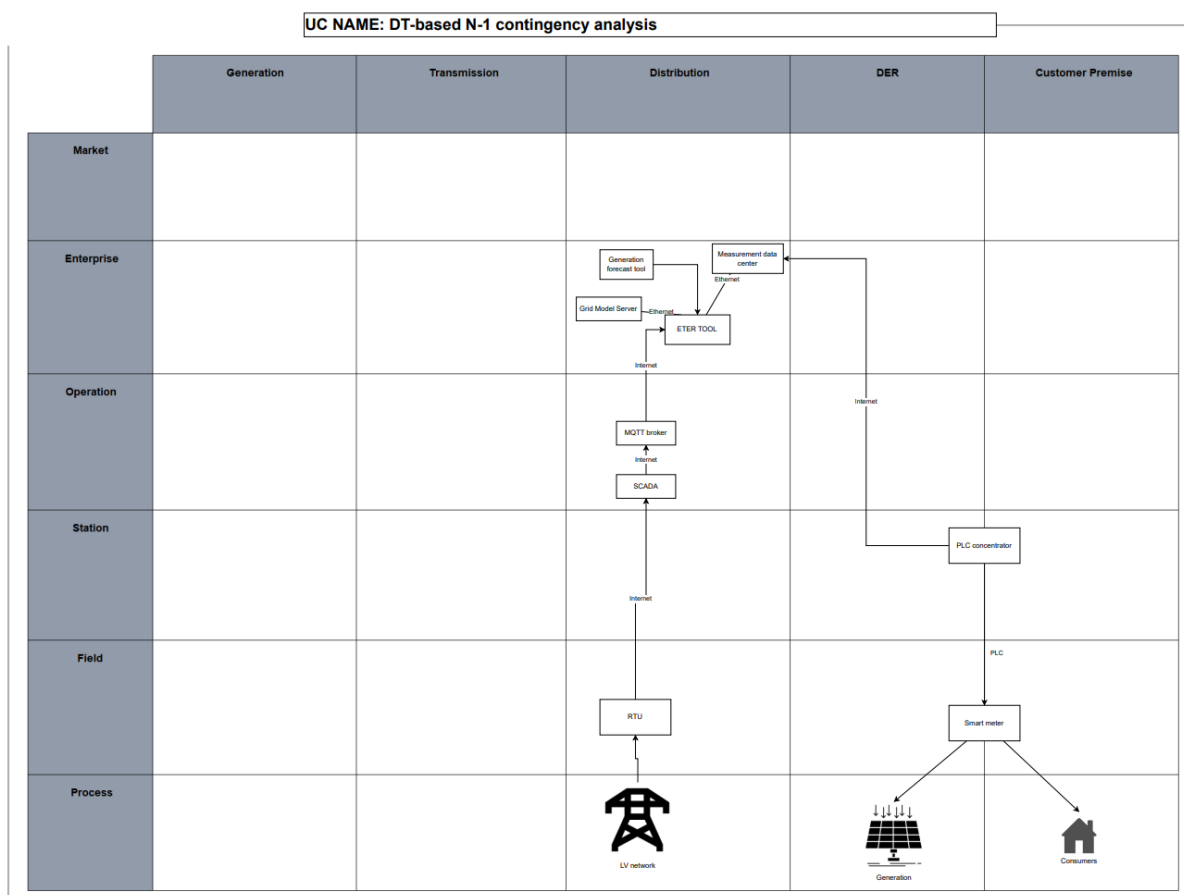 UC NAME: DT-based N-1 contingency analysis
Generation
Transmission
Distribution
DER
Customer Premise
Market
Enterprise
Generation
forecast tool
Measurement data
center
Ethernet
Grid Model Server
Ethernet
ETER TOOL
Internet
Operation
Internet
MQTT broker
Internet
SCADA
Station
PLC concentrator
Internet
Field
PLC
RTU
Smart meter
Process
LV network
Generation
Consumers